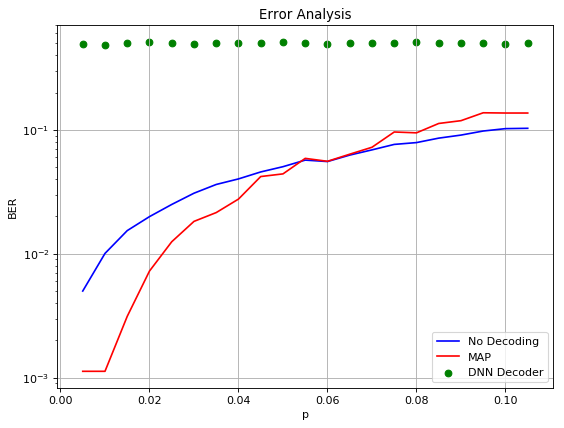 Error Analysis
BER
10⁻¹
10⁻²
10⁻³
0.00 0.02 0.04 0.06 0.08 0.10
p
No Decoding
MAP
DNN Decoder